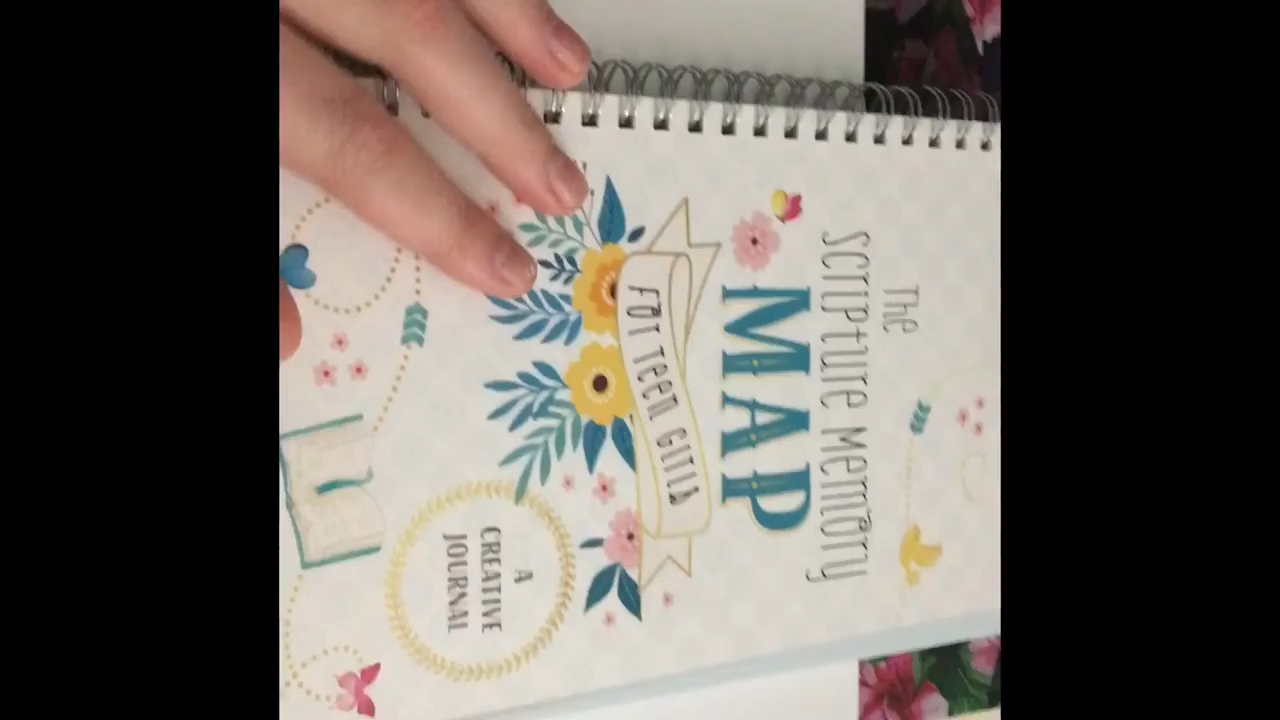 The
Scripture Memory
MAP
FOR TEEN GIRLS
A
CREATIVE
JOURNAL